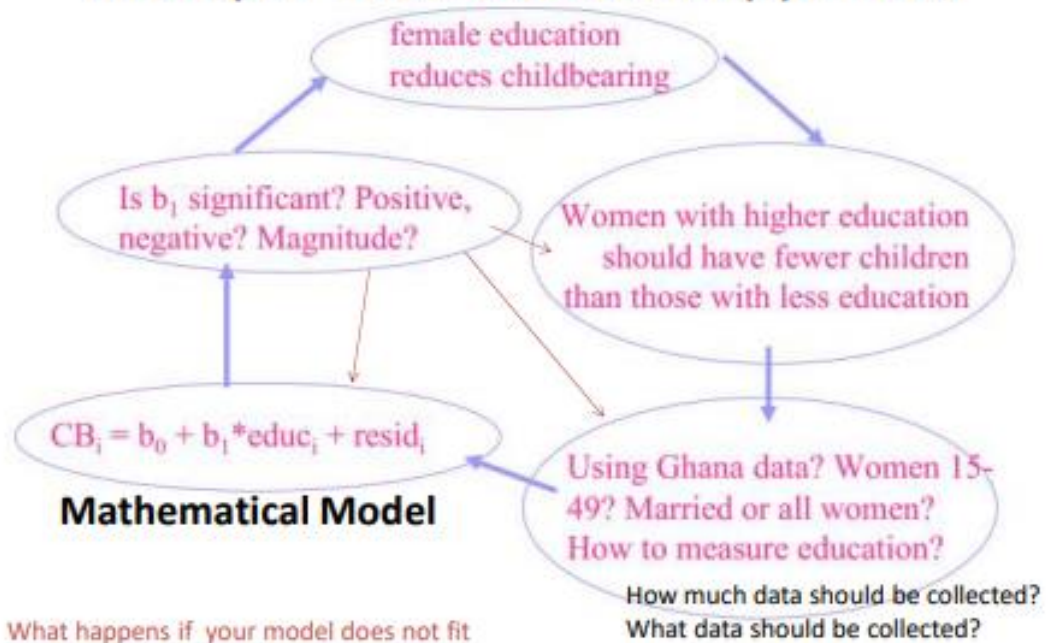 female education
reduces childbearing
Is b₁ significant? Positive,
negative? Magnitude?
Women with higher education
should have fewer children
than those with less education
CBᵢ = b₀ + b₁*educᵢ + residᵢ
Mathematical Model
Using Ghana data? Women 15-
49? Married or all women?
How to measure education?
How much data should be collected?
What data should be collected?
What happens if your model does not fit